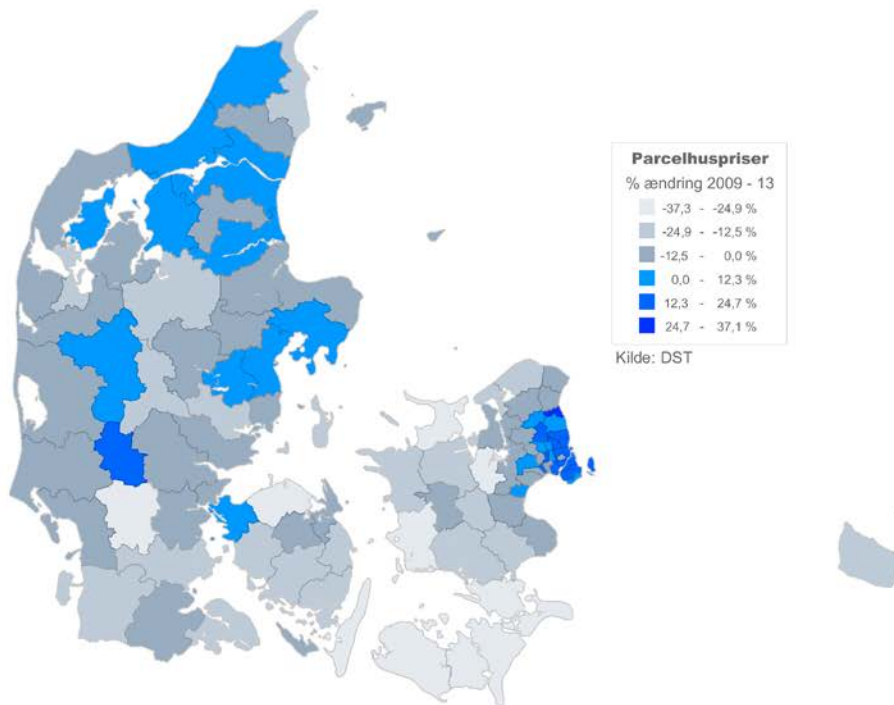 Parcelhuspriser
% ændring 2009 - 13
-37,3 - -24,9 %
-24,9 - -12,5 %
-12,5 - 0,0 %
0,0 - 12,3 %
12,3 - 24,7 %
24,7 - 37,1 %
Kilde: DST